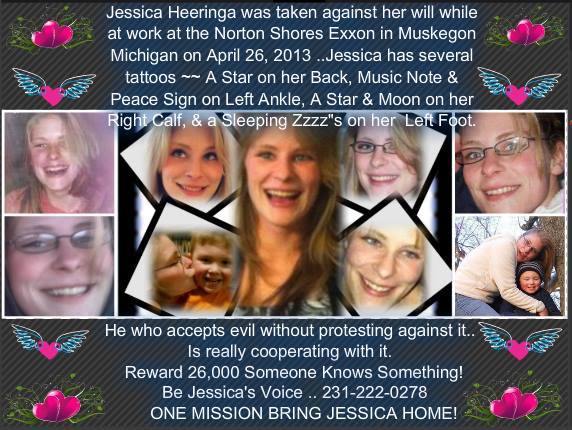 Jessica Heeringa was taken against her will while
at work at the Norton Shores Exxon in Muskegon
Michigan on April 26, 2013 ..Jessica has several
tattoos ~~ A Star on her Back, Music Note &
Peace Sign on Left Ankle, A Star & Moon on her
Right Calf, & a Sleeping Zzzz"s on her Left Foot.
He who accepts evil without protesting against it..
Is really cooperating with it.
Reward 26,000 Someone Knows Something!
Be Jessica's Voice .. 231-222-0278
ONE MISSION BRING JESSICA HOME!